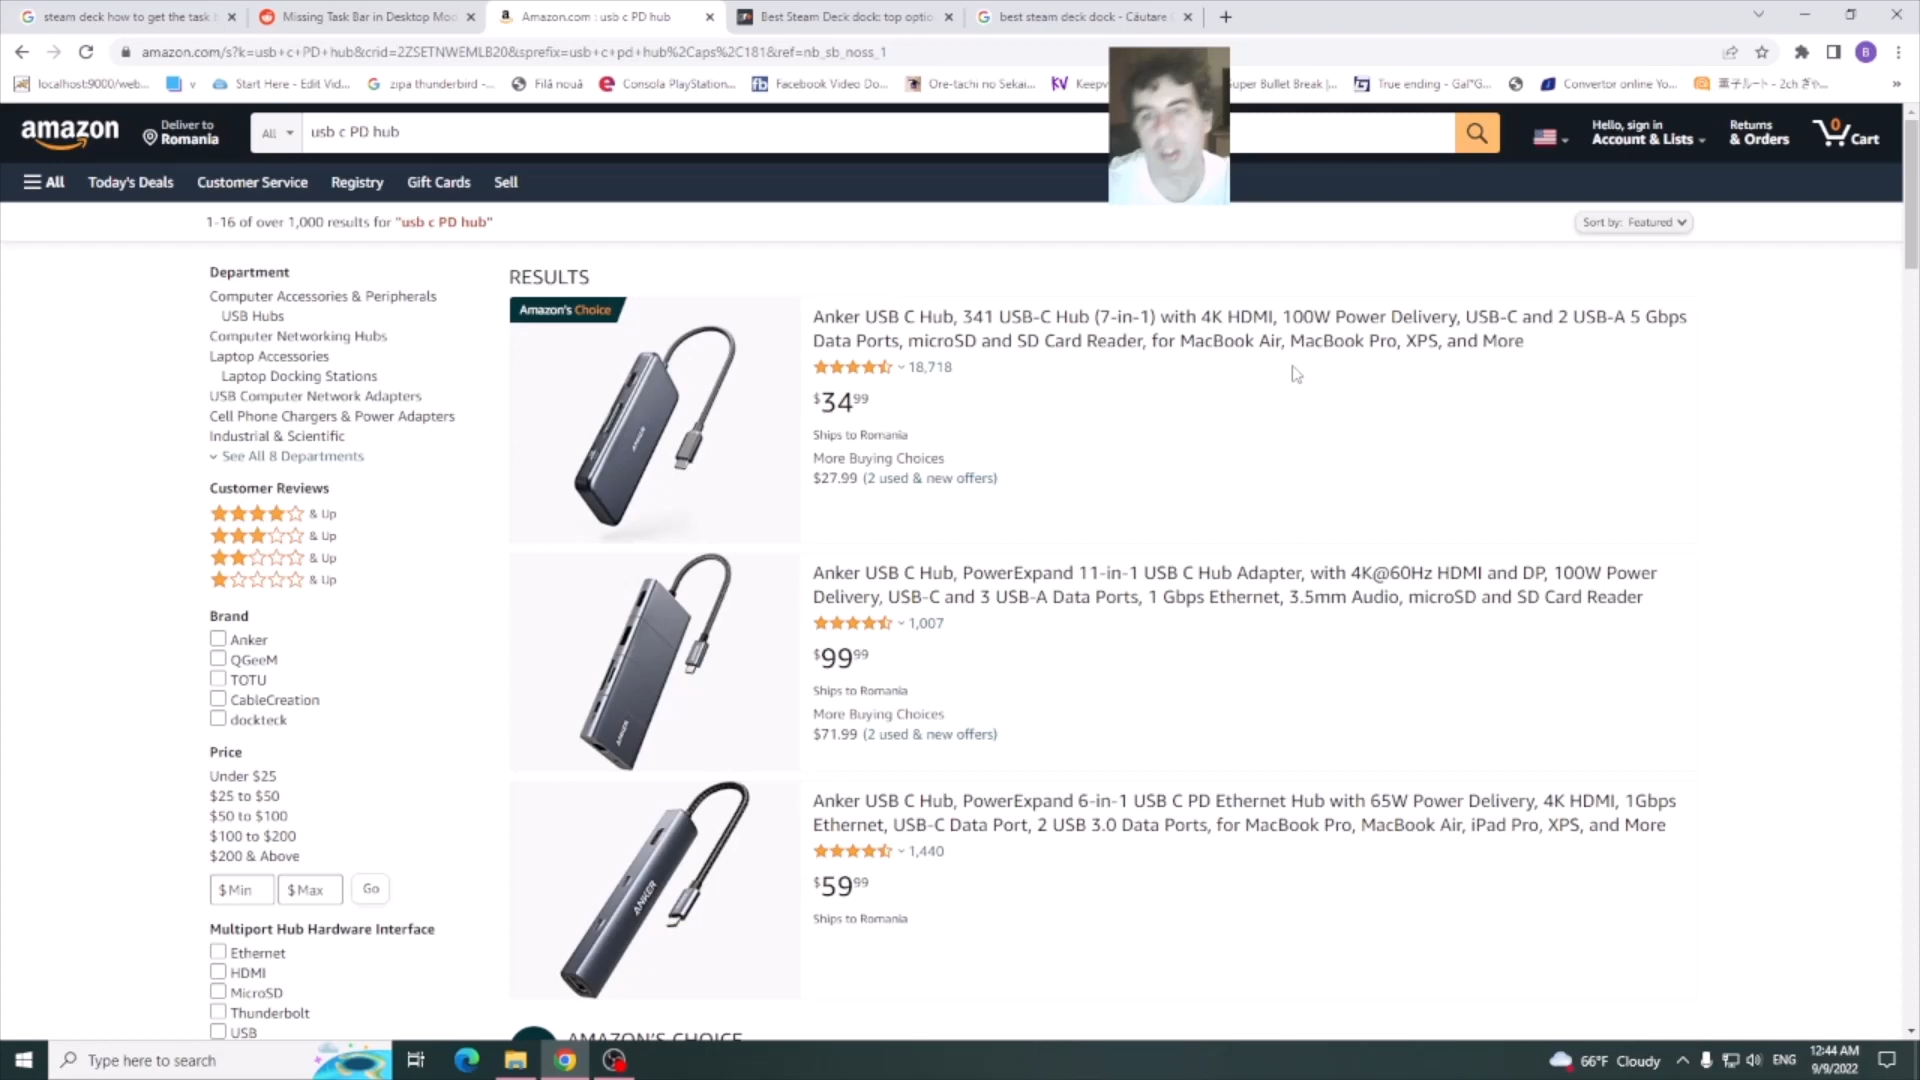 steam deck how to get the task
Missing Task Bar in Desktop Mod
Amazon.com : usb c PD hub
Best Steam Deck dock: top optio
best steam deck dock - Căutare
amazon.com/s?k=usb+c+PD+hub&crid=2ZSETNWEMLB20&sprefix=usb+c+pd+hub%2Caps%2C181&ref=nb_sb_noss_1
B
localhost:9000/web...
v
Start Here - Edit Vid...
zipa thunderbird -...
Filă nouă
Consola PlayStation...
Facebook Video Do...
Ore-tachi no Sekai...
Keepv
uper Bullet Break |...
True ending - Gal*G...
Convertor online Yo...
薫子ルート - 2ch ぎゃ...
amazon
Deliver to
Romania
All
usb c PD hub
Hello, sign in
Account & Lists
Returns
& Orders
0
Cart
All
Today's Deals
Customer Service
Registry
Gift Cards
Sell
1-16 of over 1,000 results for "usb c PD hub"
Sort by: Featured
Department
Computer Accessories & Peripherals
USB Hubs
Computer Networking Hubs
Laptop Accessories
Laptop Docking Stations
USB Computer Network Adapters
Cell Phone Chargers & Power Adapters
Industrial & Scientific
See All 8 Departments
Customer Reviews
& Up
& Up
& Up
& Up
Brand
Anker
QGeeM
TOTU
CableCreation
dockteck
Price
Under $25
$25 to $50
$50 to $100
$100 to $200
$200 & Above
$ Min
$ Max
Go
Multiport Hub Hardware Interface
Ethernet
HDMI
MicroSD
Thunderbolt
USB
RESULTS
Amazon's Choice
ANKER
Anker USB C Hub, 341 USB-C Hub (7-in-1) with 4K HDMI, 100W Power Delivery, USB-C and 2 USB-A 5 Gbps
Data Ports, microSD and SD Card Reader, for MacBook Air, MacBook Pro, XPS, and More
18,718
$34 99
Ships to Romania
More Buying Choices
$27.99 (2 used & new offers)
ANKER
Anker USB C Hub, PowerExpand 11-in-1 USB C Hub Adapter, with 4K@60Hz HDMI and DP, 100W Power
Delivery, USB-C and 3 USB-A Data Ports, 1 Gbps Ethernet, 3.5mm Audio, microSD and SD Card Reader
1,007
$99 99
Ships to Romania
More Buying Choices
$71.99 (2 used & new offers)
ANKER
Anker USB C Hub, PowerExpand 6-in-1 USB C PD Ethernet Hub with 65W Power Delivery, 4K HDMI, 1Gbps
Ethernet, USB-C Data Port, 2 USB 3.0 Data Ports, for MacBook Pro, MacBook Air, iPad Pro, XPS, and More
1,440
$59 99
Ships to Romania
AMAZON'S CHOICE
Type here to search
66°F Cloudy
ENG
12:44 AM
9/9/2022